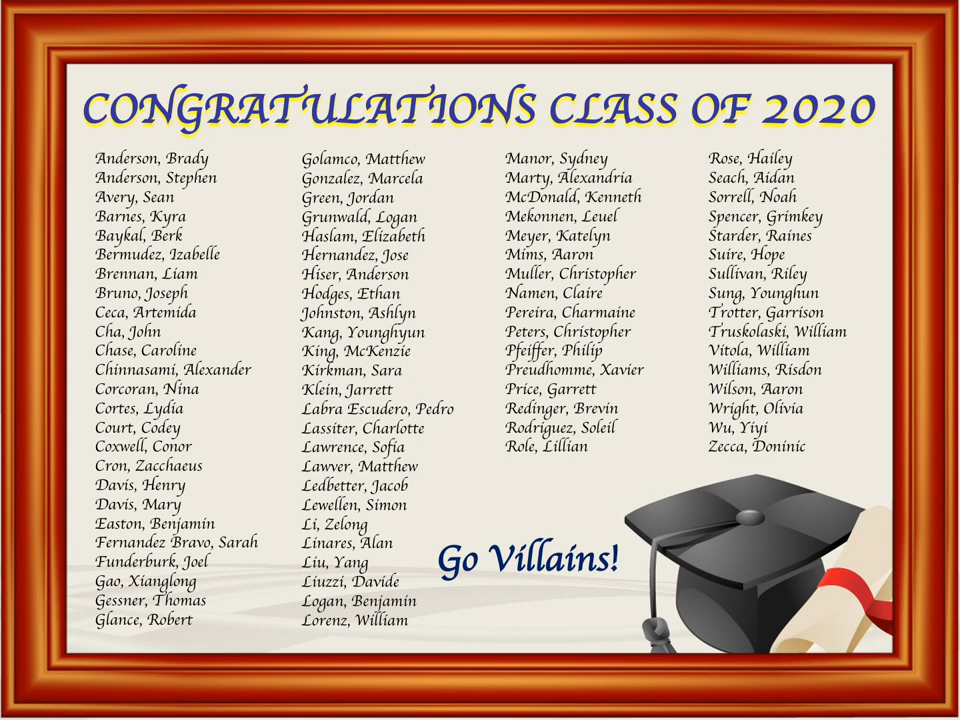 CONGRATULATIONS CLASS OF 2020
Anderson, Brady
Anderson, Stephen
Avery, Sean
Barnes, Kyra
Baykal, Berk
Bermudez, Izabelle
Brennan, Liam
Bruno, Joseph
Ceca, Artemida
Cha, John
Chase, Caroline
Chinnasami, Alexander
Corcoran, Nina
Cortes, Lydia
Court, Codey
Coxwell, Conor
Cron, Zacchaeus
Davis, Henry
Davis, Mary
Easton, Benjamin
Fernandez Bravo, Sarah
Funderburk, Joel
Gao, Xianglong
Gessner, Thomas
Glance, Robert
Golamco, Matthew
Gonzalez, Marcela
Green, Jordan
Grunwald, Logan
Haslam, Elizabeth
Hernandez, Jose
Hiser, Anderson
Hodges, Ethan
Johnston, Ashlyn
Kang, Younghyun
King, McKenzie
Kirkman, Sara
Klein, Jarrett
Labra Escudero, Pedro
Lassiter, Charlotte
Lawrence, Sofia
Lawver, Matthew
Ledbetter, Jacob
Lewellen, Simon
Li, Zelong
Linares, Alan
Liu, Yang
Liuzzi, Davide
Logan, Benjamin
Lorenz, William
Manor, Sydney
Marty, Alexandria
McDonald, Kenneth
Mekonnen, Leuel
Meyer, Katelyn
Mims, Aaron
Muller, Christopher
Namen, Claire
Pereira, Charmaine
Peters, Christopher
Pfeiffer, Philip
Preudhomme, Xavier
Price, Garrett
Redinger, Brevin
Rodriguez, Soleil
Role, Lillian
Rose, Hailey
Seach, Aidan
Sorrell, Noah
Spencer, Grimkey
Starder, Raines
Suire, Hope
Sullivan, Riley
Sung, Younghun
Trotter, Garrison
Truskolaski, William
Vitola, William
Williams, Risdon
Wilson, Aaron
Wright, Olivia
Wu, Yiyi
Zecca, Doninic
Go Villains!